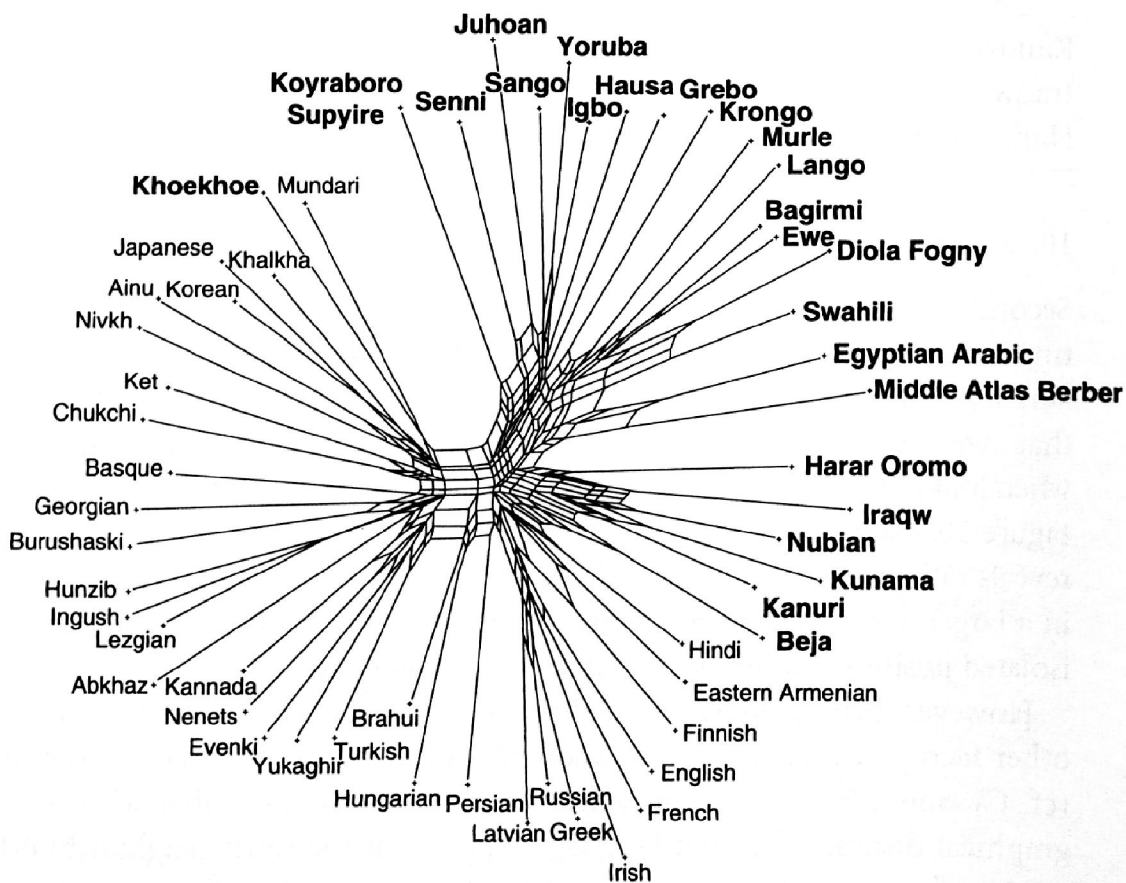 Juhoan
Yoruba
Koyraboro
Supyire
Senni
Sango
Igbo
Hausa
Grebo
Krongo
Murle
Lango
Khoekhoe
Mundari
Bagirmi
Ewe
Diola Fogny
Japanese
Khalkha
Ainu
Korean
Nivkh
Swahili
Egyptian Arabic
Middle Atlas Berber
Ket
Chukchi
Basque
Harar Oromo
Georgian
Iraqw
Burushaski
Nubian
Hunzib
Kunama
Ingush
Kanuri
Lezgian
Beja
Hindi
Abkhaz
Kannada
Eastern Armenian
Nenets
Brahui
Finnish
Evenki
Turkish
Yukaghir
English
Hungarian
Persian
Russian
French
Latvian
Greek
Irish